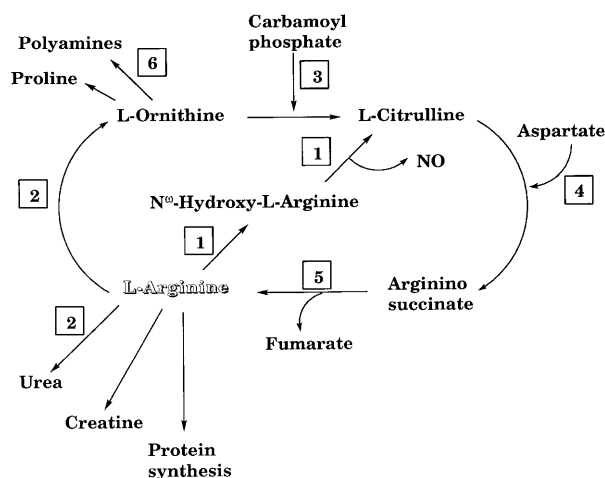 Carbamoyl
phosphate
Polyamines
6
Proline
3
L-Ornithine
L-Citrulline
Aspartate
1
NO
2
4
Nω-Hydroxy-L-Arginine
1
5
L-Arginine
Arginino
succinate
2
Fumarate
Urea
Creatine
Protein
synthesis